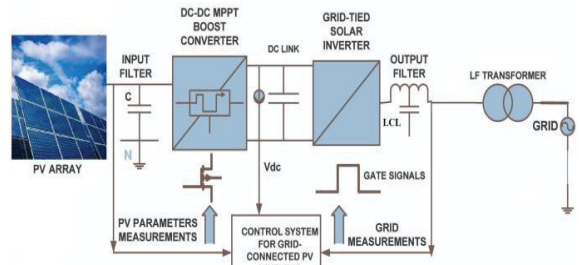 DC-DC MPPT
BOOST
CONVERTER
GRID-TIED
SOLAR
INVERTER
INPUT
FILTER
DC LINK
OUTPUT
FILTER
LF TRANSFORMER
C
LCL
GRID
N
PV ARRAY
Vdc
GATE SIGNALS
PV PARAMETERS
MEASUREMENTS
CONTROL SYSTEM
FOR GRID-
CONNECTED PV
GRID
MEASUREMENTS